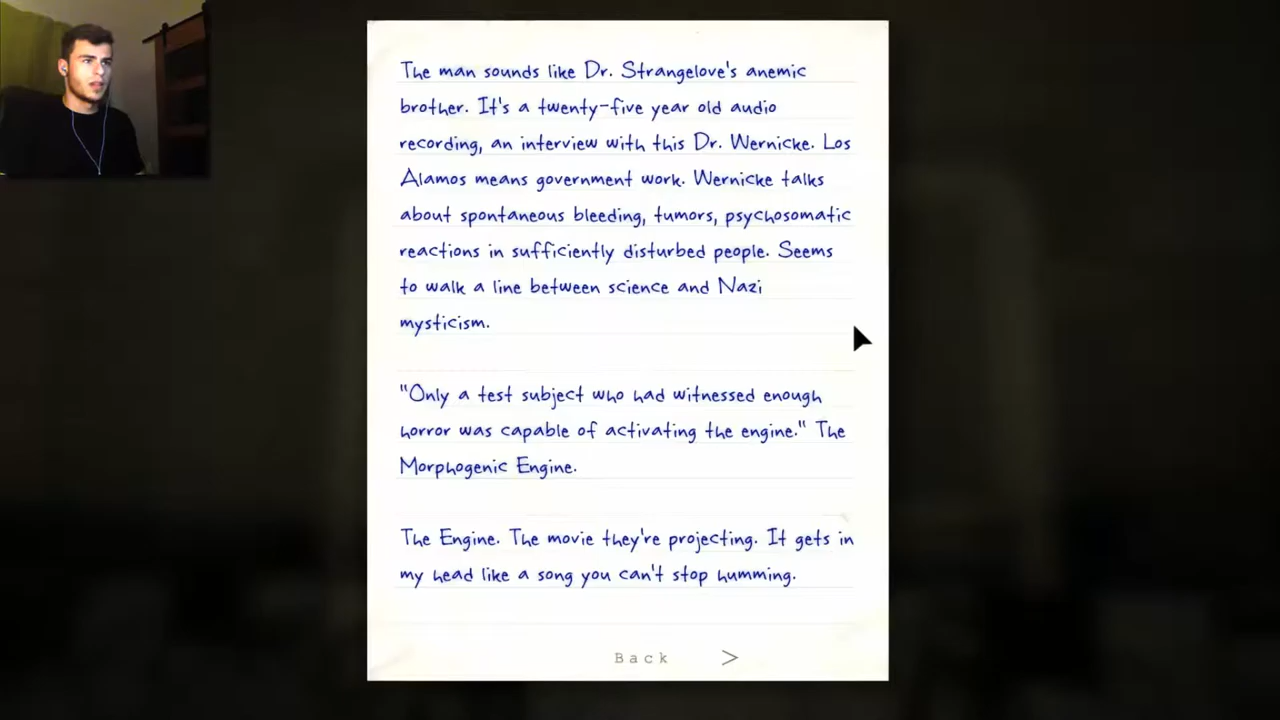 The man sounds like Dr. Strangelove's anemic
brother. It's a twenty-five year old audio
recording, an interview with this Dr. Wernicke. Los
Alamos means government work. Wernicke talks
about spontaneous bleeding, tumors, psychosomatic
reactions in sufficiently disturbed people. Seems
to walk a line between science and Nazi
mysticism.
"Only a test subject who had witnessed enough
horror was capable of activating the engine." The
Morphogenic Engine.
The Engine. The movie they're projecting. It gets in
my head like a song you can't stop humming.
Back >